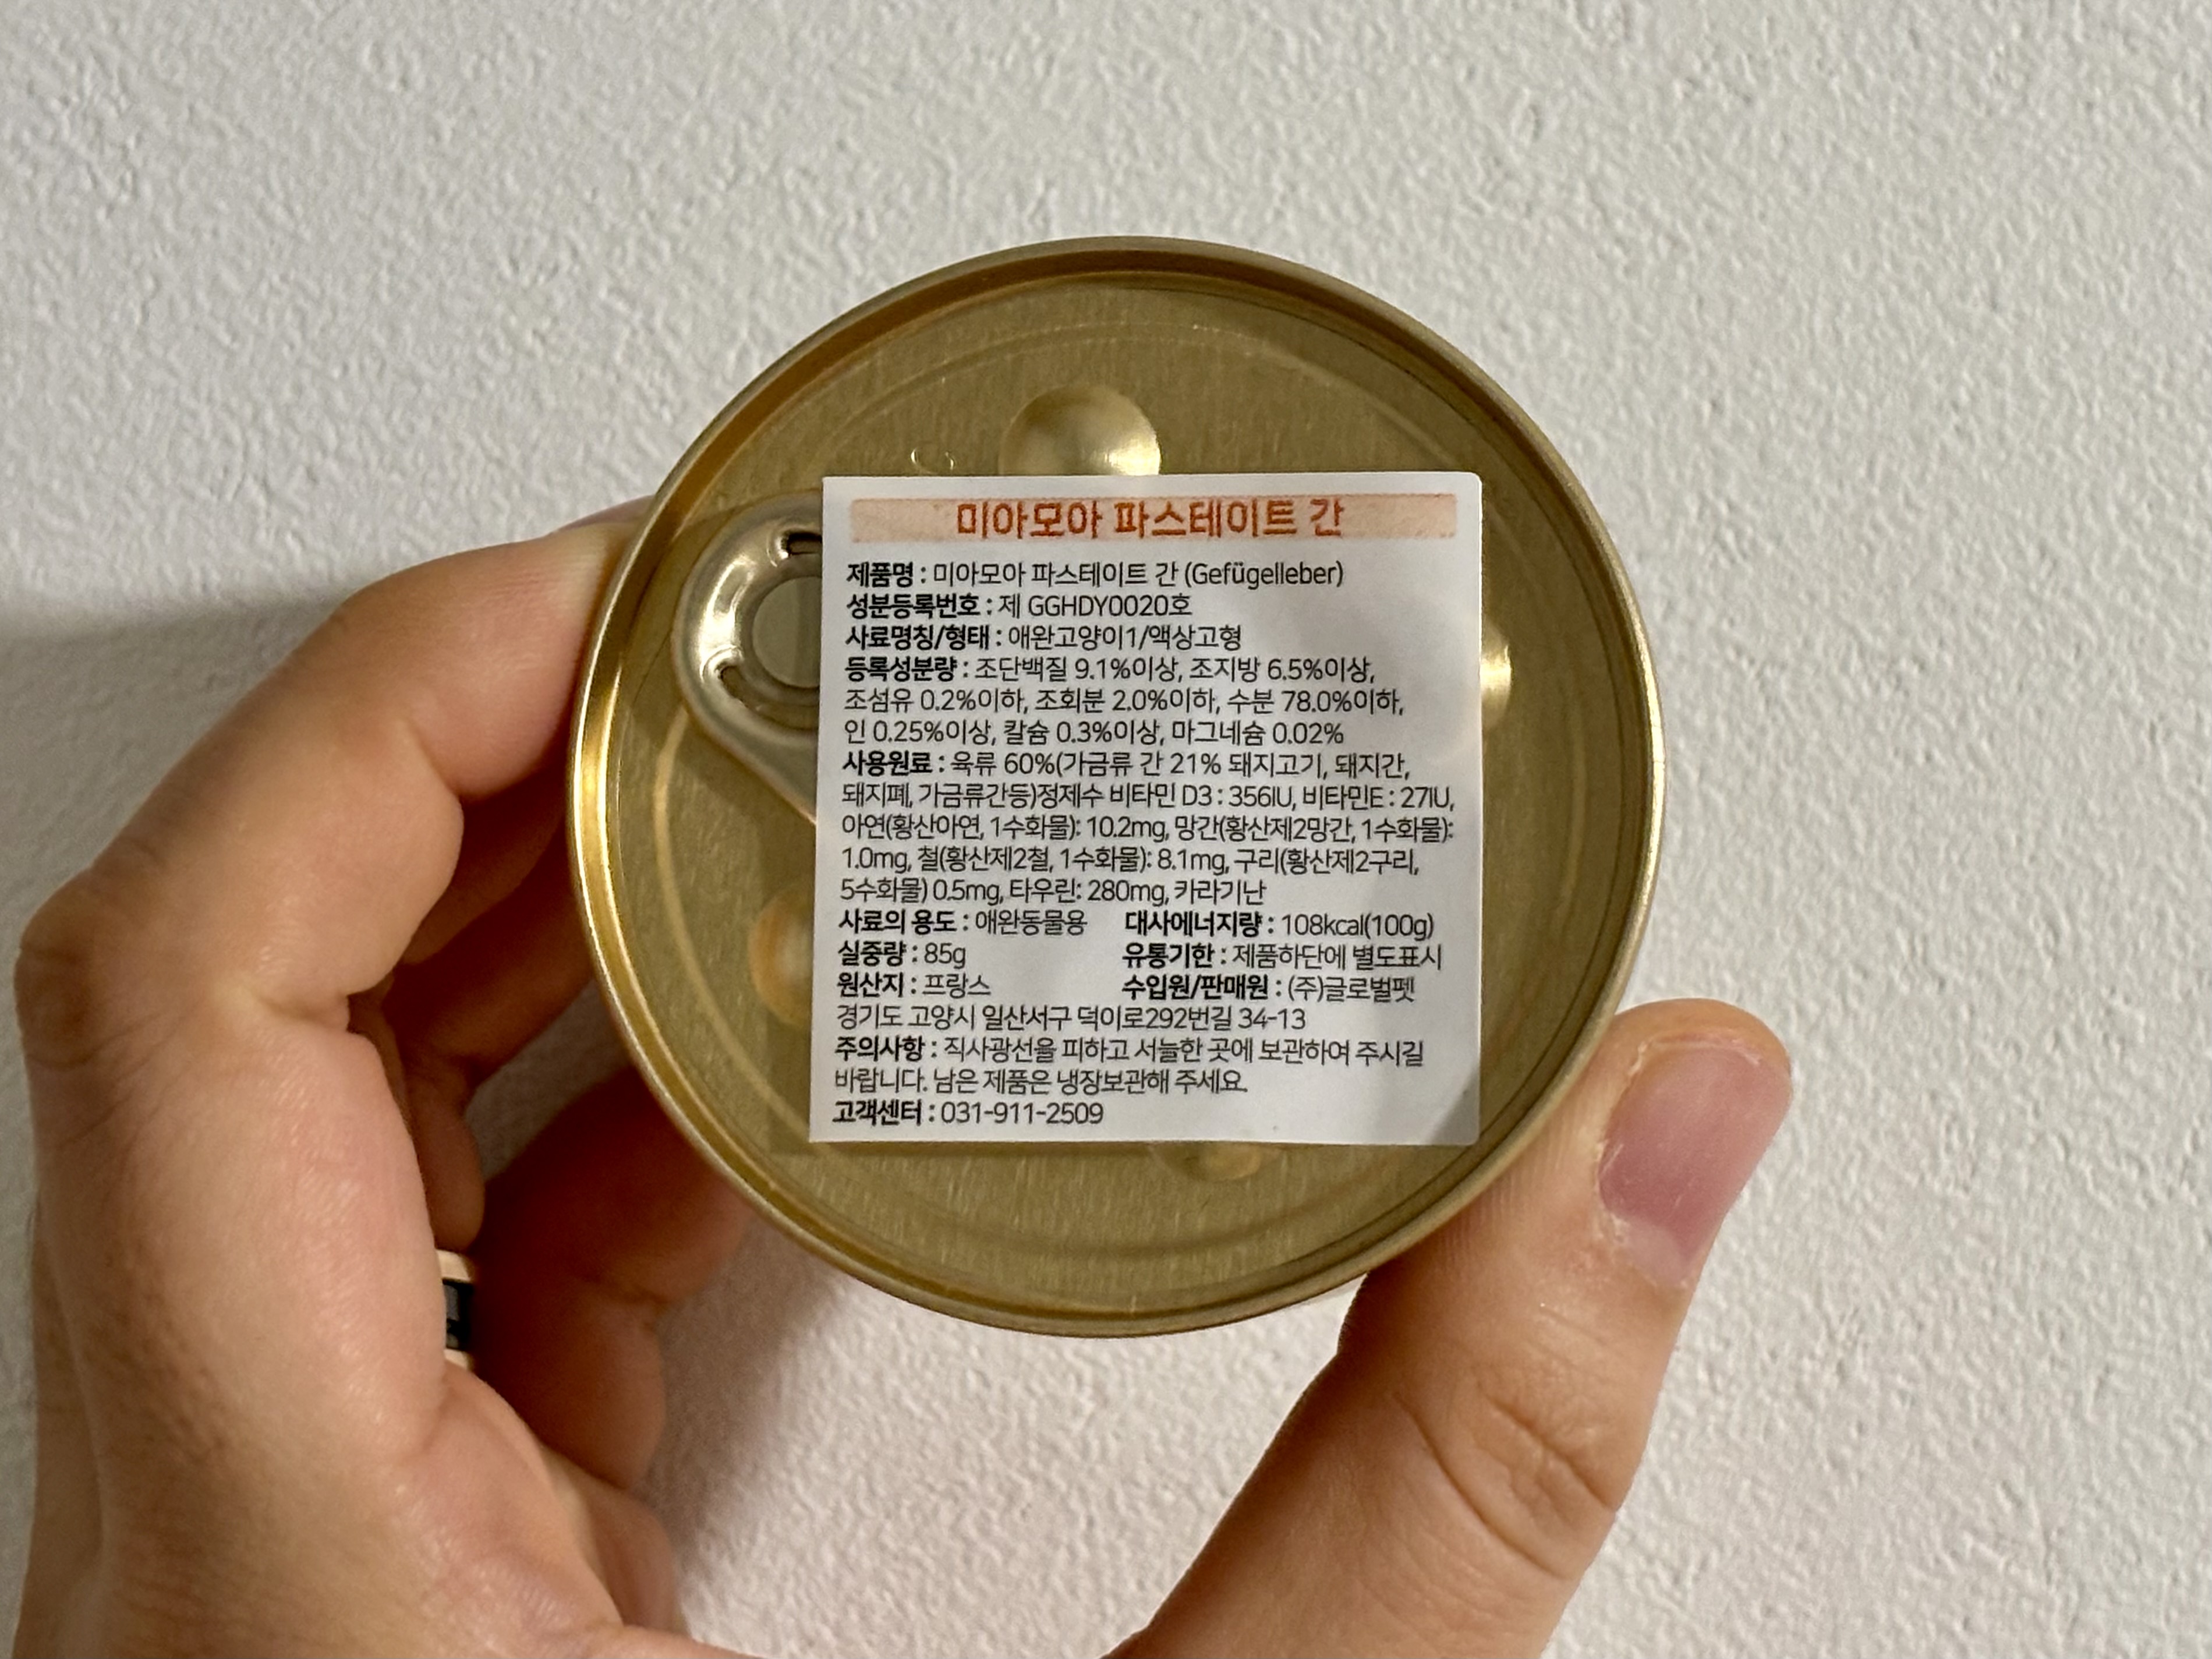 미아모아 파스테이트 간
제품명 : 미아모아 파스테이트 간 (Gefügelleber)
성분등록번호 : 제 GGHDY0020호
사료명칭/형태 : 애완고양이1/액상고형
등록성분량 : 조단백질 9.1%이상, 조지방 6.5%이상,
조섬유 0.2%이하, 조회분 2.0%이하, 수분 78.0%이하,
인 0.25%이상, 칼슘 0.3%이상, 마그네슘 0.02%
사용원료 : 육류 60%(가금류 간 21% 돼지고기, 돼지간,
돼지폐, 가금류간등)정제수 비타민 D3 : 356IU, 비타민E : 27IU,
아연(황산아연, 1수화물): 10.2mg, 망간(황산제2망간, 1수화물):
1.0mg, 철(황산제2철, 1수화물): 8.1mg, 구리(황산제2구리,
5수화물) 0.5mg, 타우린: 280mg, 카라기난
사료의 용도 : 애완동물용 대사에너지량 : 108kcal(100g)
실중량 : 85g 유통기한 : 제품하단에 별도표시
원산지 : 프랑스 수입원/판매원 : (주)글로벌펫
경기도 고양시 일산서구 덕이로292번길 34-13
주의사항 : 직사광선을 피하고 서늘한 곳에 보관하여 주시길
바랍니다. 남은 제품은 냉장보관해 주세요.
고객센터 : 031-911-2509